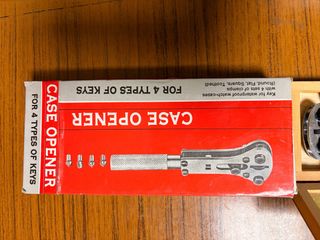 CASE OPENER
FOR 4 TYPES OF KEYS
Key for waterproof watch-cases
with 4 sets of clamps
(Round, Flat, Square, Toothed)
FOR 4 TYPES OF KEYS
CASE OPENER